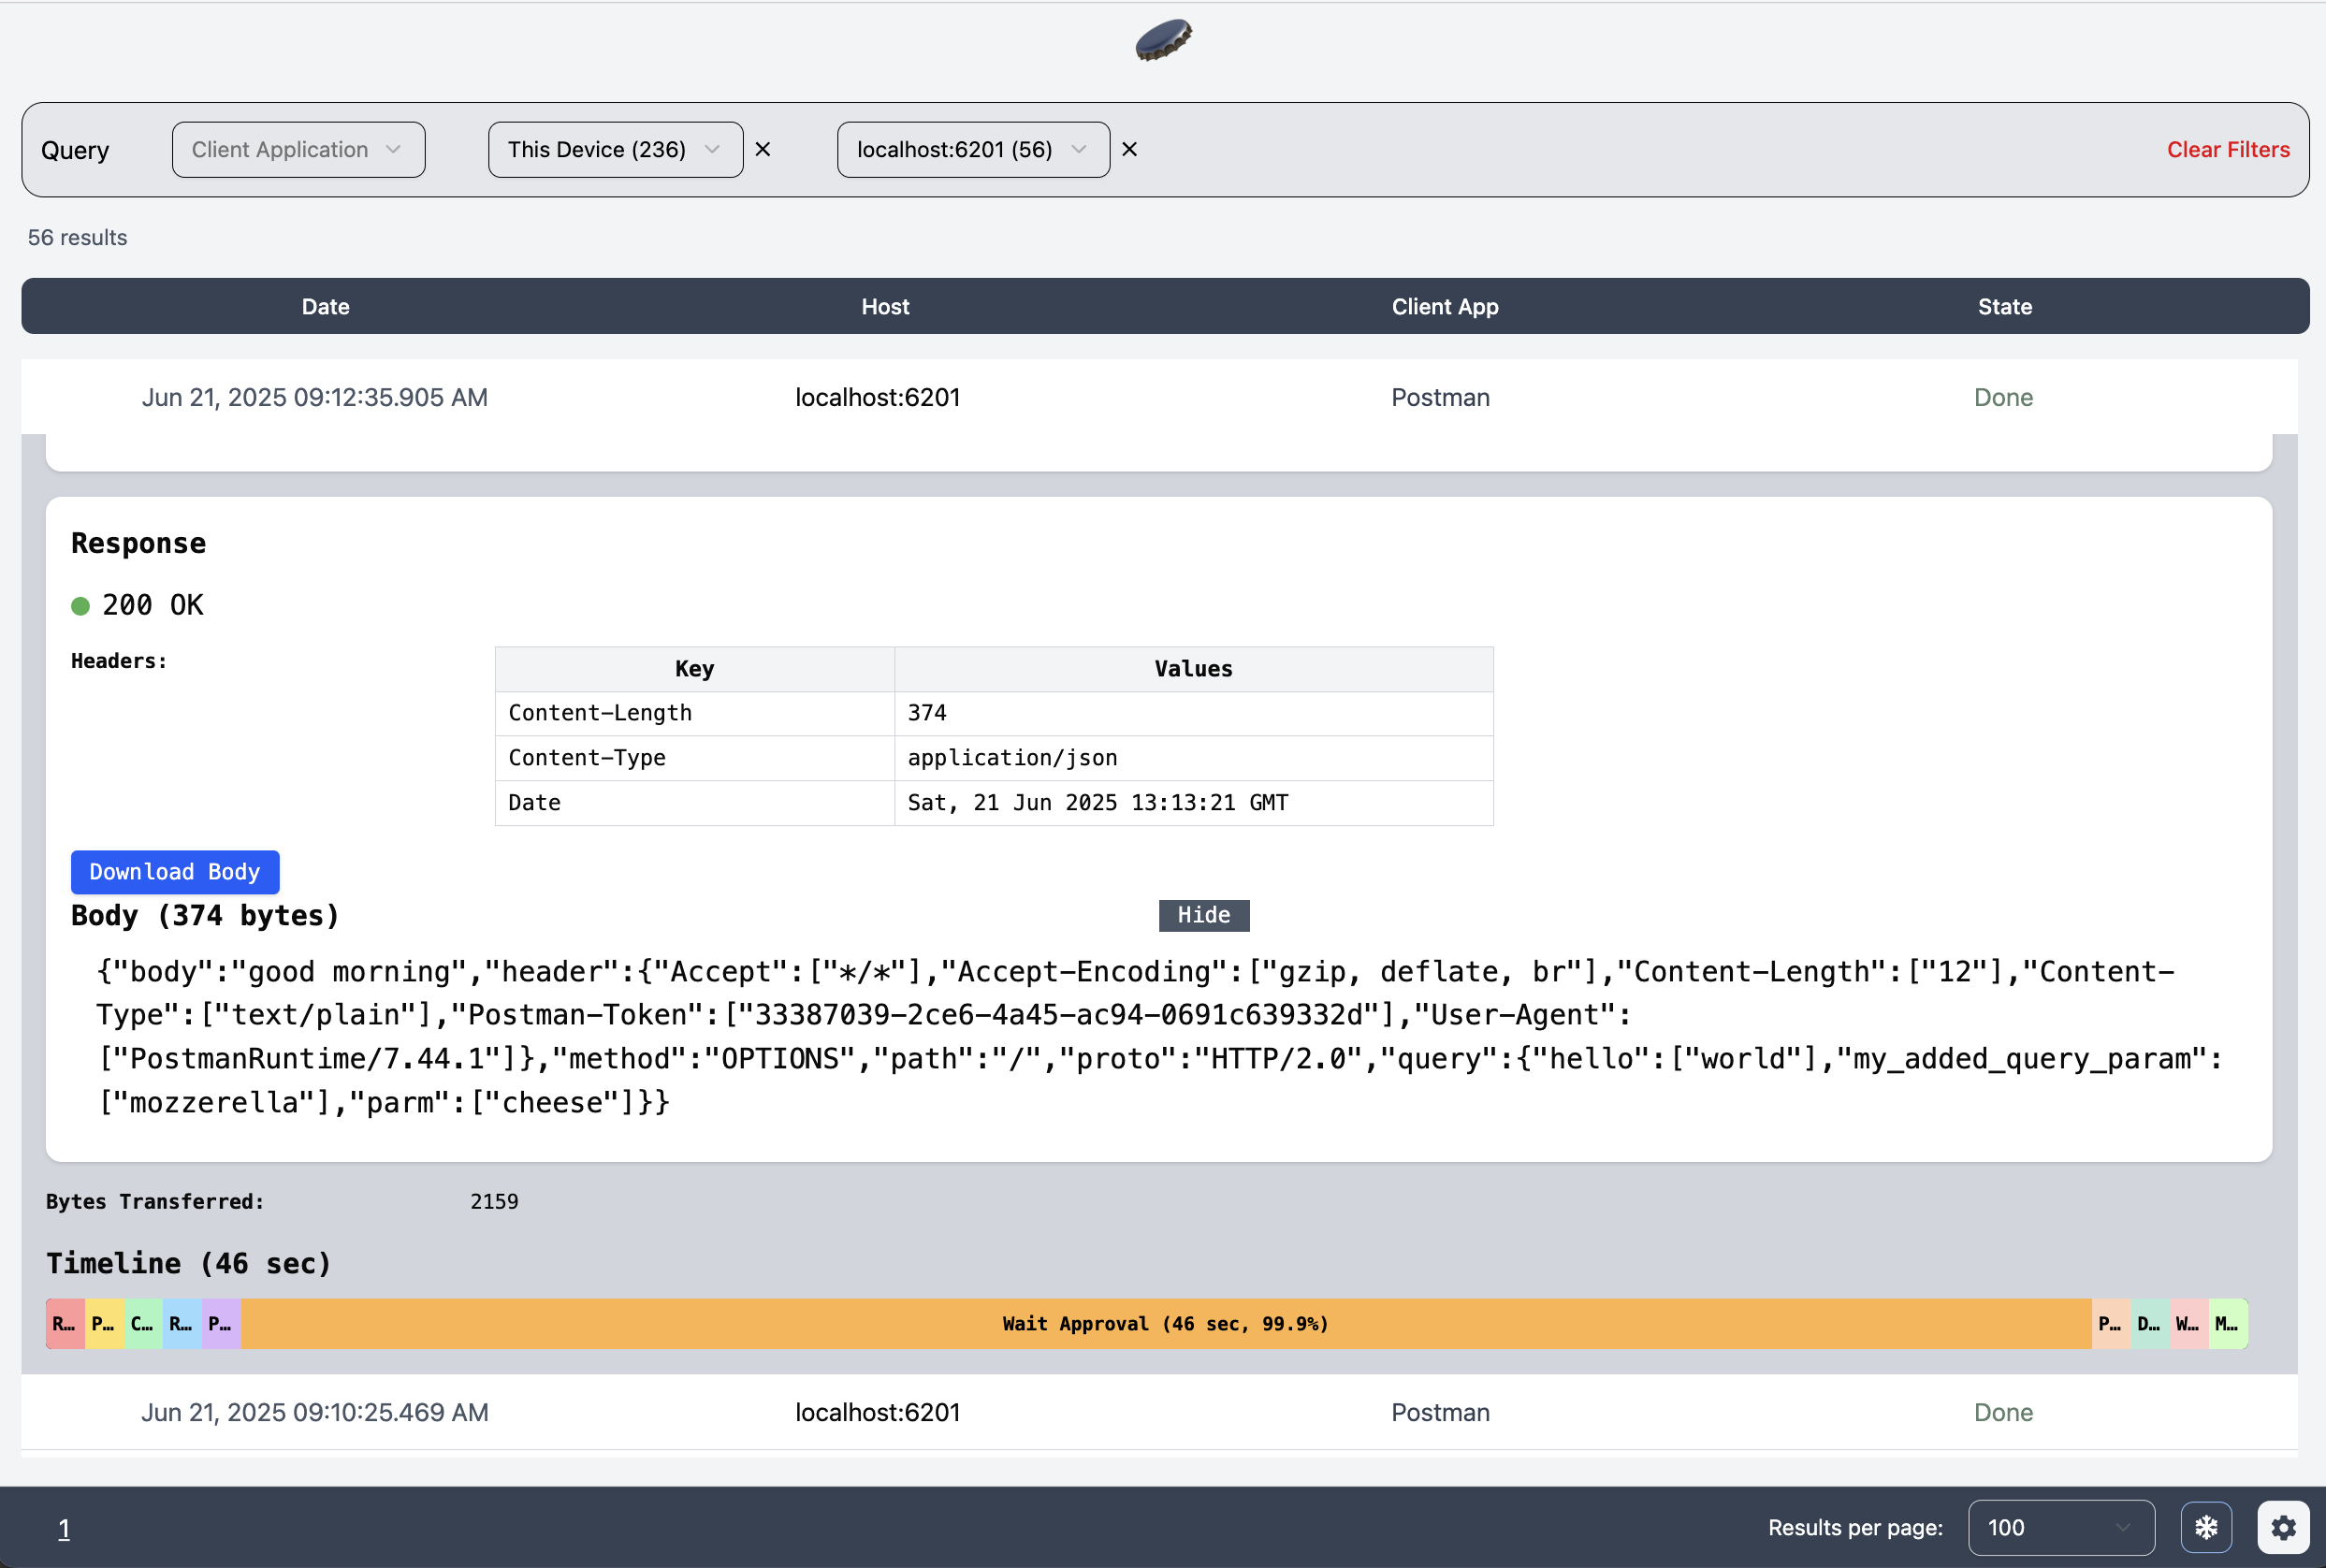 Query Client Application This Device (236) × localhost:6201 (56) × Clear Filters
56 results
Date Host Client App State
Jun 21, 2025 09:12:35.905 AM localhost:6201 Postman Done
Response
200 OK
Headers:
Key Values
Content-Length 374
Content-Type application/json
Date Sat, 21 Jun 2025 13:13:21 GMT
Download Body
Body (374 bytes) Hide
{"body":"good morning","header":{"Accept":["*/*"],"Accept-Encoding":["gzip, deflate, br"],"Content-Length":["12"],"Content-
Type":["text/plain"],"Postman-Token":["33387039-2ce6-4a45-ac94-0691c639332d"],"User-Agent":
["PostmanRuntime/7.44.1"]},"method":"OPTIONS","path":"/","proto":"HTTP/2.0","query":{"hello":["world"],"my_added_query_param":
["mozzerella"],"parm":["cheese"]}}
Bytes Transferred: 2159
Timeline (46 sec)
R… P… C… R… P… Wait Approval (46 sec, 99.9%) P… D… W… M…
Jun 21, 2025 09:10:25.469 AM localhost:6201 Postman Done
1 Results per page: 100